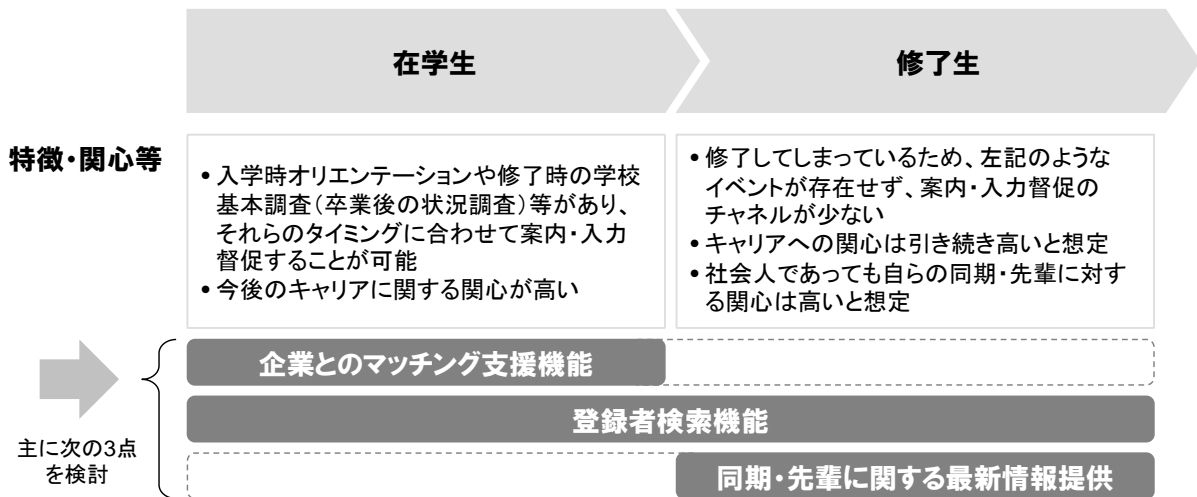 在学生
修了生
特徴・関心等
• 入学時オリエンテーションや修了時の学校
基本調査（卒業後の状況調査）等があり、
それらのタイミングに合わせて案内・入力
督促することが可能
• 今後のキャリアに関する関心が高い
• 修了してしまっているため、左記のような
イベントが存在せず、案内・入力督促の
チャネルが少ない
• キャリアへの関心は引き続き高いと想定
• 社会人であっても自らの同期・先輩に対す
る関心は高いと想定
主に次の3点
を検討
企業とのマッチング支援機能
登録者検索機能
同期・先輩に関する最新情報提供